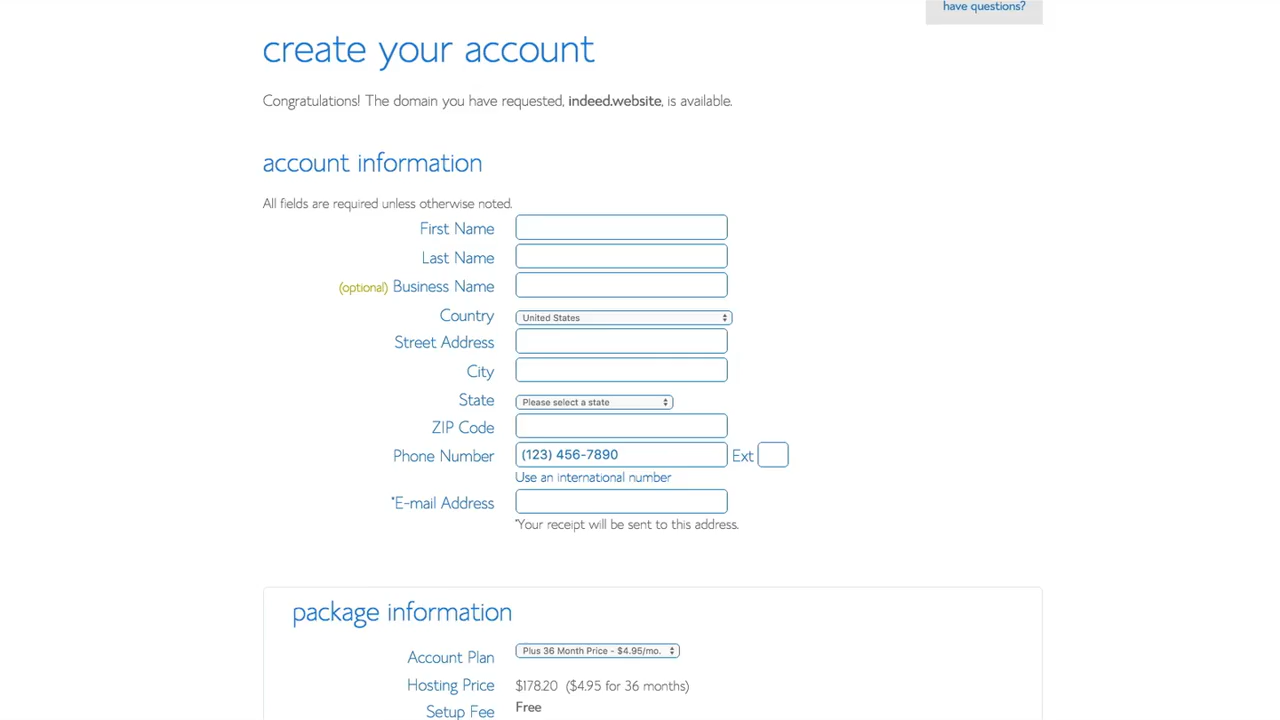 have questions?
create your account
Congratulations! The domain you have requested, indeed.website, is available.
account information
All fields are required unless otherwise noted.
First Name
Last Name
(optional) Business Name
Country United States
Street Address
City
State Please select a state
ZIP Code
Phone Number (123) 456-7890 Ext
Use an international number
*E-mail Address
*Your receipt will be sent to this address.
package information
Account Plan Plus 36 Month Price - $4.95/mo.
Hosting Price $178.20 ($4.95 for 36 months)
Setup Fee Free